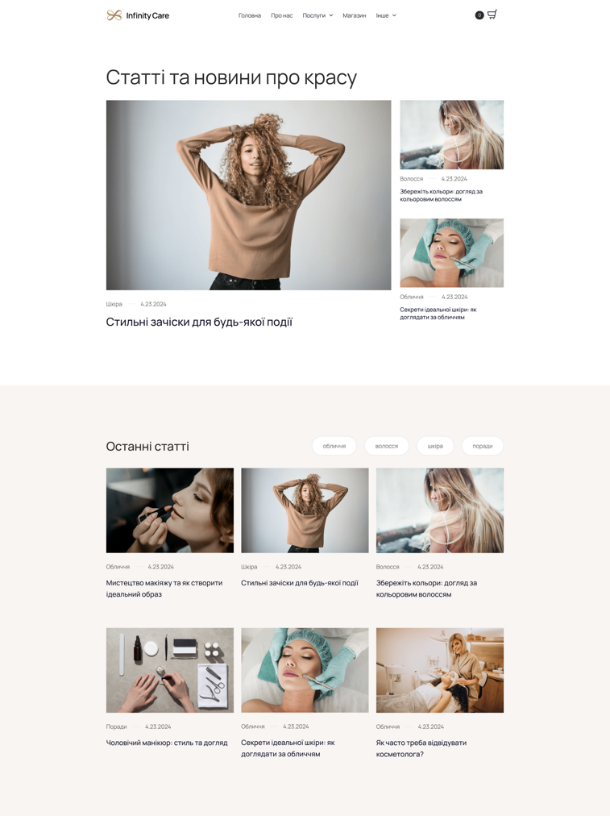 Infinity Care
Головна
Про нас
Послуги
Магазин
Інше
0
Статті та новини про красу
Шкіра
4.23.2024
Стильні зачіски для будь-якої події
Волосся
4.23.2024
Збережіть кольори: догляд за
кольоровим волоссям
Обличчя
4.23.2024
Секрети ідеальної шкіри: як
доглядати за обличчям
Останні статті
обличчя
волосся
шкіра
поради
Обличчя
4.23.2024
Мистецтво макіяжу та як створити
ідеальний образ
Шкіра
4.23.2024
Стильні зачіски для будь-якої події
Волосся
4.23.2024
Збережіть кольори: догляд за
кольоровим волоссям
Поради
4.23.2024
Чоловічий манікюр: стиль та догляд
Обличчя
4.23.2024
Секрети ідеальної шкіри: як
доглядати за обличчям
Обличчя
4.23.2024
Як часто треба відвідувати
косметолога?